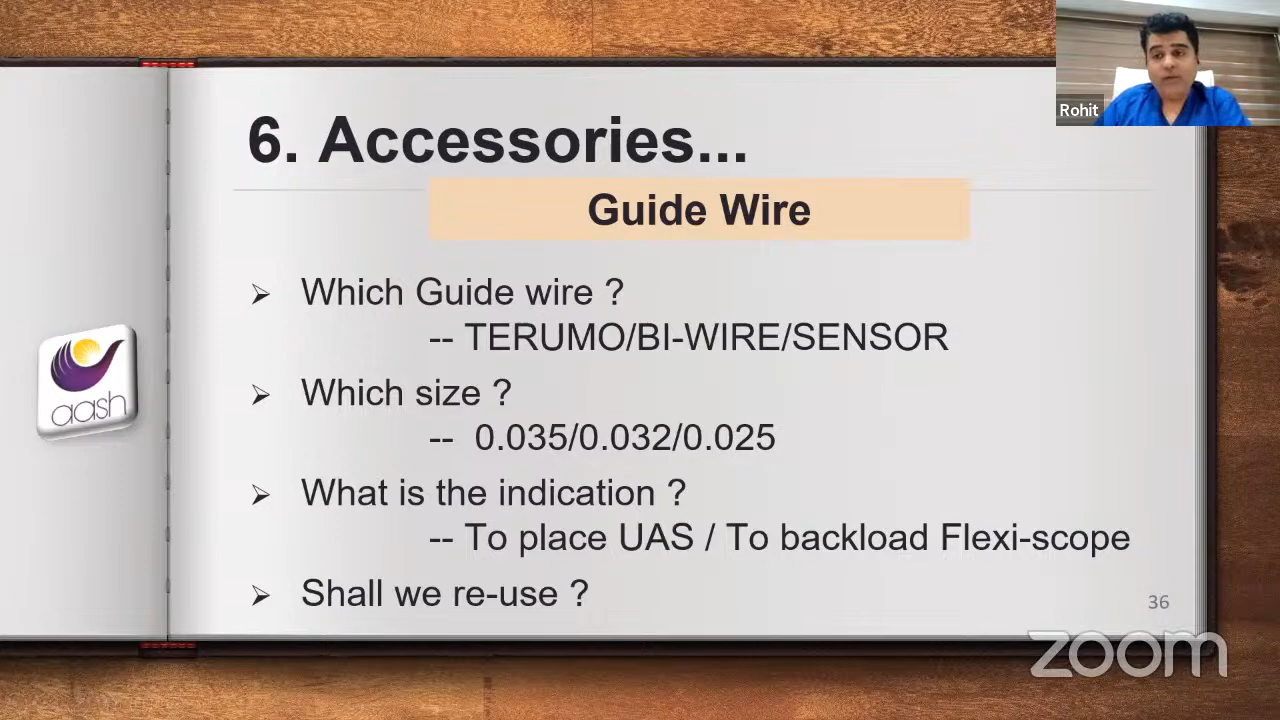 Rohit
6. Accessories...
Guide Wire
➢ Which Guide wire ?
-- TERUMO/BI-WIRE/SENSOR
➢ Which size ?
-- 0.035/0.032/0.025
➢ What is the indication ?
-- To place UAS / To backload Flexi-scope
➢ Shall we re-use ?
aash
36
zoom